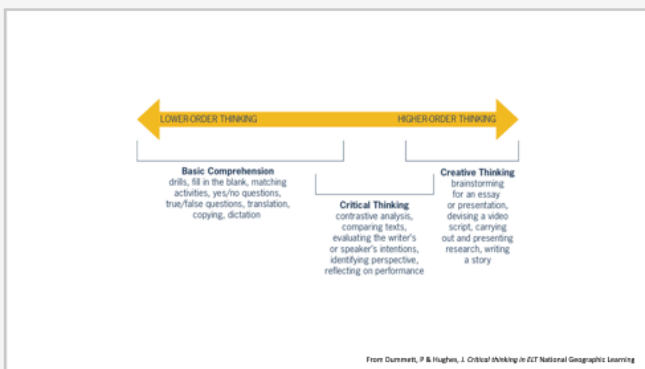 LOWER-ORDER THINKING
HIGHER-ORDER THINKING
Basic Comprehension
drills, fill in the blank, matching
activities, yes/no questions,
true/false questions, translation,
copying, dictation
Critical Thinking
contrastive analysis,
comparing texts,
evaluating the writer's
or speaker's intentions,
identifying perspective,
reflecting on performance
Creative Thinking
brainstorming
for an essay
or presentation,
devising a video
script, carrying
out and presenting
research, writing
a story
From Dummett, P & Hughes, J. Critical thinking in ELT National Geographic Learning